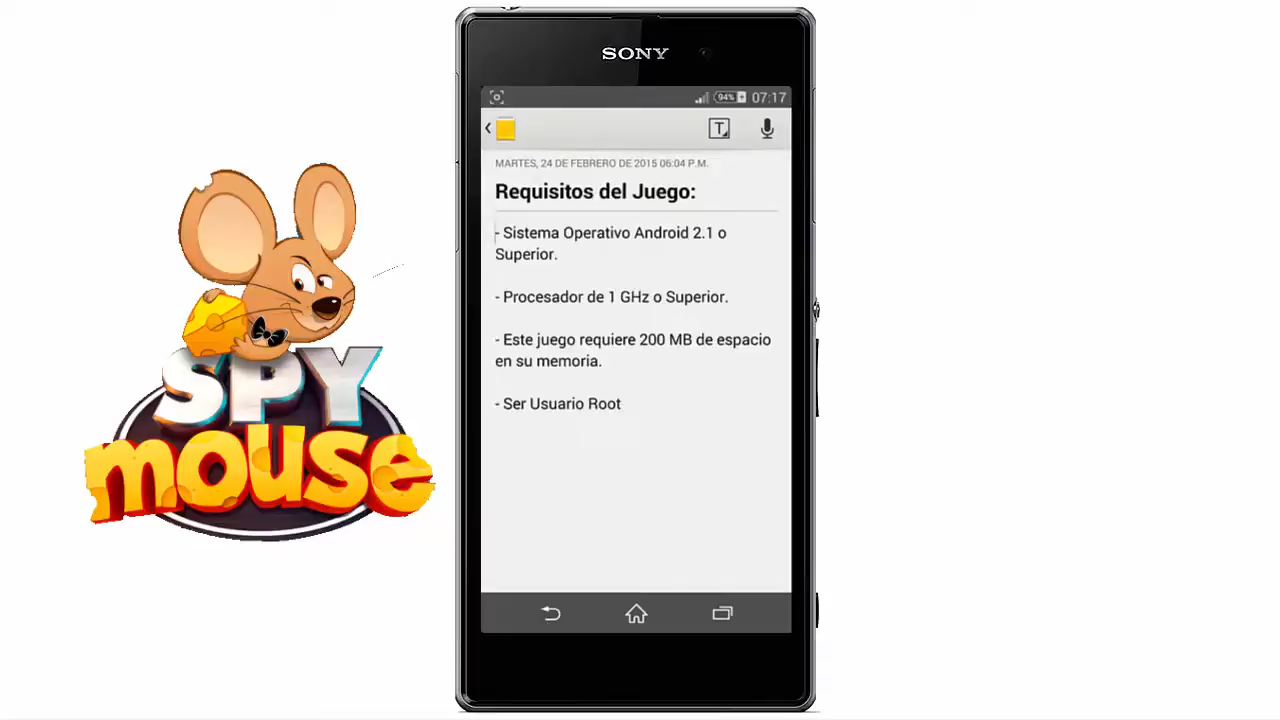 SONY
94% 07:17
T
MARTES, 24 DE FEBRERO DE 2015 06:04 P.M.
Requisitos del Juego:
- Sistema Operativo Android 2.1 o
Superior.
- Procesador de 1 GHz o Superior.
- Este juego requiere 200 MB de espacio
en su memoria.
- Ser Usuario Root
SPY
mouse